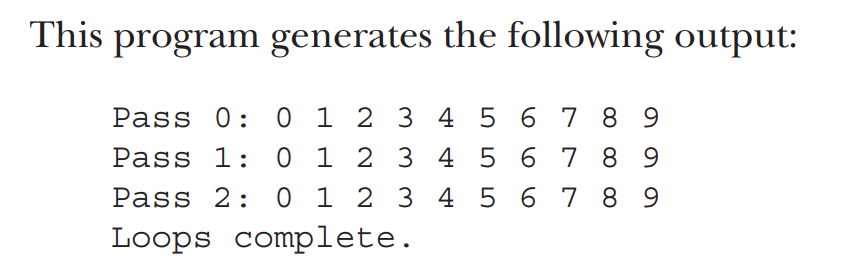 This program generates the following output:
Pass 0: 0 1 2 3 4 5 6 7 8 9
Pass 1: 0 1 2 3 4 5 6 7 8 9
Pass 2: 0 1 2 3 4 5 6 7 8 9
Loops complete.